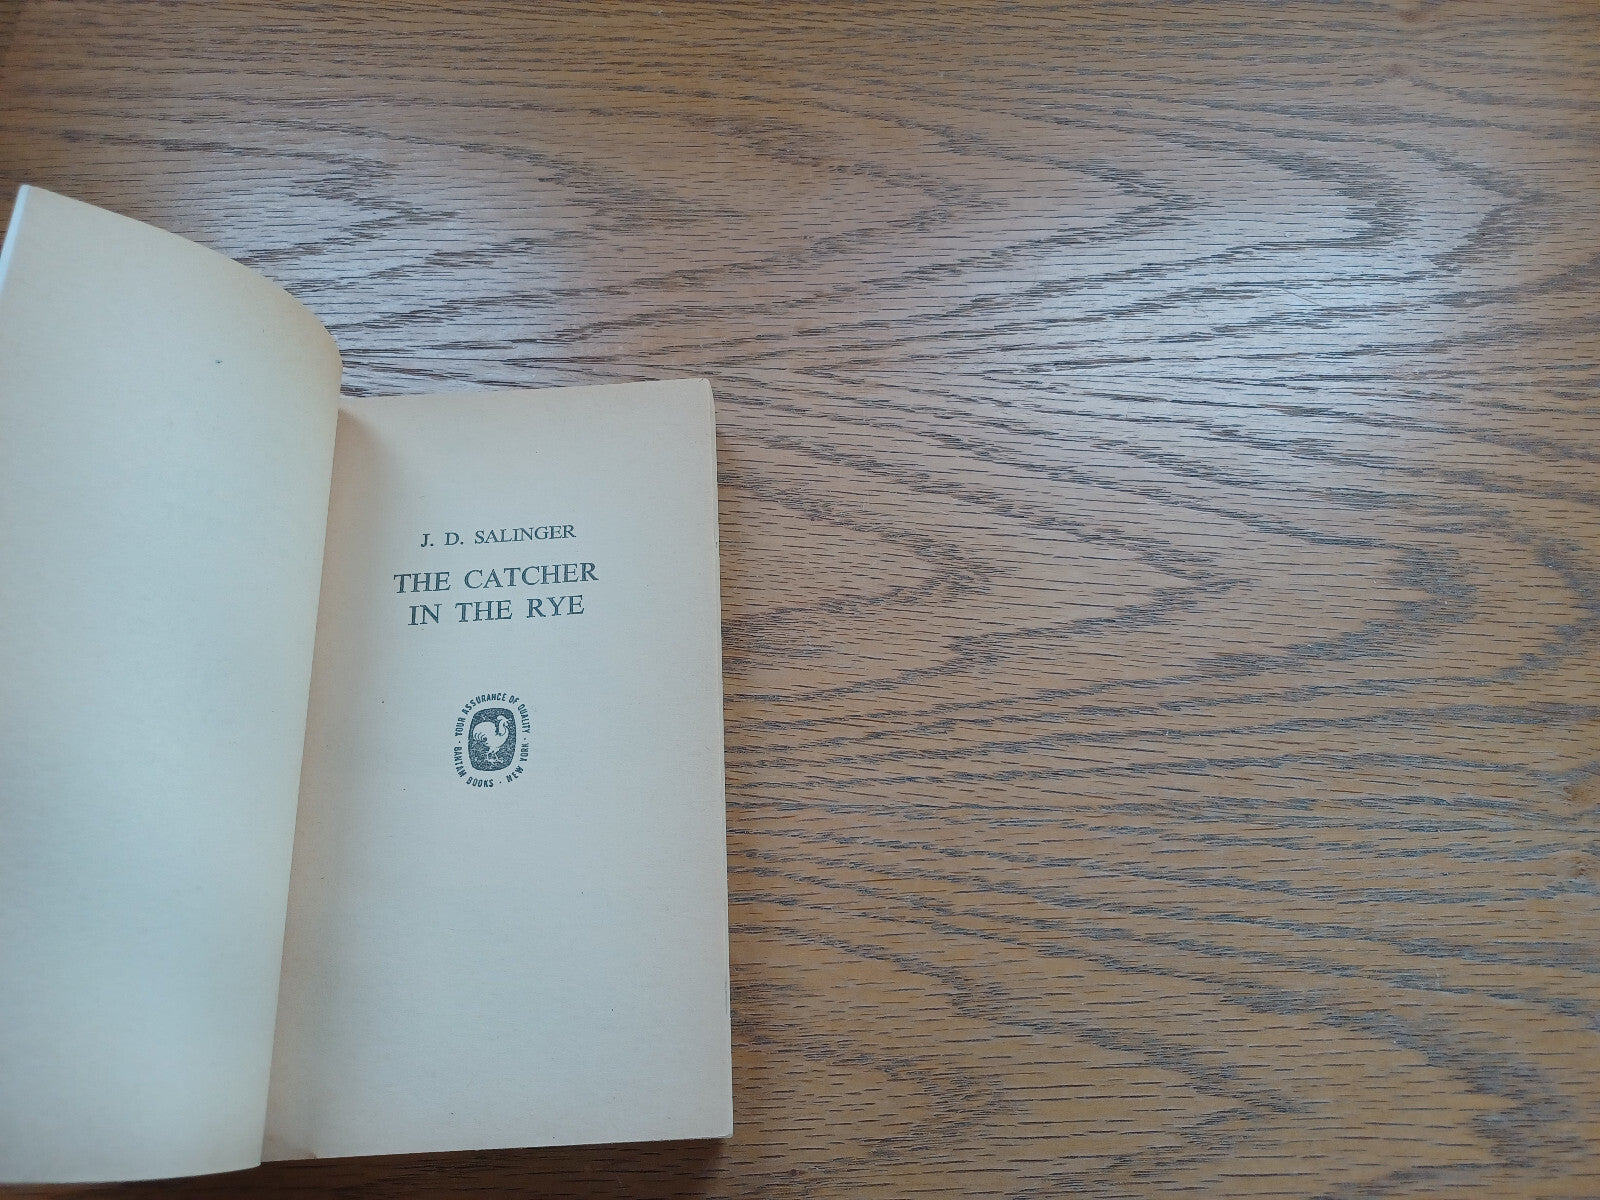 J. D. SALINGER
THE CATCHER
IN THE RYE
YOUR ASSURANCE OF QUALITY
· BANTAM BOOKS · NEW YORK ·